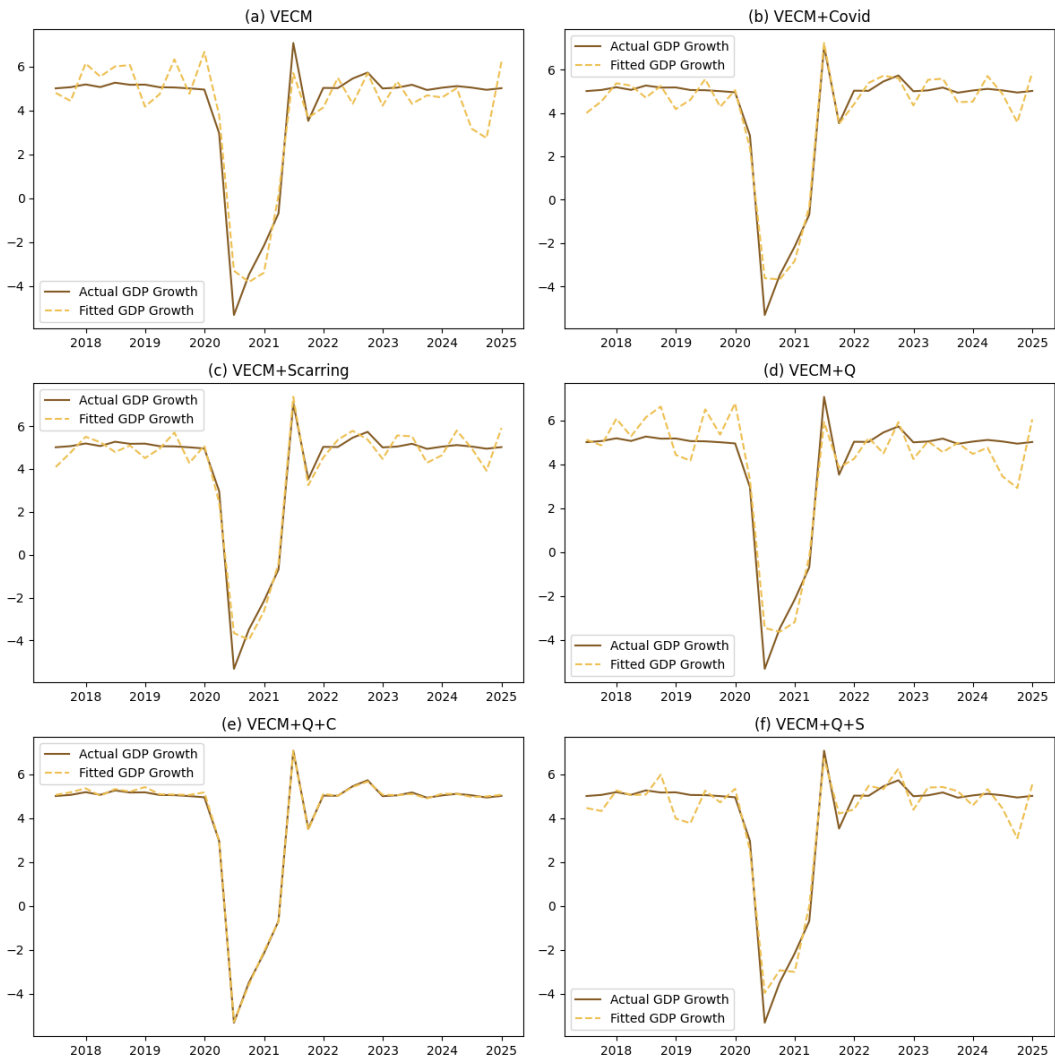 (a) VECM
6
4
2
0
−2
−4
Actual GDP Growth
Fitted GDP Growth
2018 2019 2020 2021 2022 2023 2024 2025
(b) VECM+Covid
Actual GDP Growth
Fitted GDP Growth
6
4
2
0
−2
−4
2018 2019 2020 2021 2022 2023 2024 2025
(c) VECM+Scarring
Actual GDP Growth
Fitted GDP Growth
6
4
2
0
−2
−4
2018 2019 2020 2021 2022 2023 2024 2025
(d) VECM+Q
6
4
2
0
−2
−4
Actual GDP Growth
Fitted GDP Growth
2018 2019 2020 2021 2022 2023 2024 2025
(e) VECM+Q+C
Actual GDP Growth
Fitted GDP Growth
6
4
2
0
−2
−4
2018 2019 2020 2021 2022 2023 2024 2025
(f) VECM+Q+S
6
4
2
0
−2
−4
Actual GDP Growth
Fitted GDP Growth
2018 2019 2020 2021 2022 2023 2024 2025